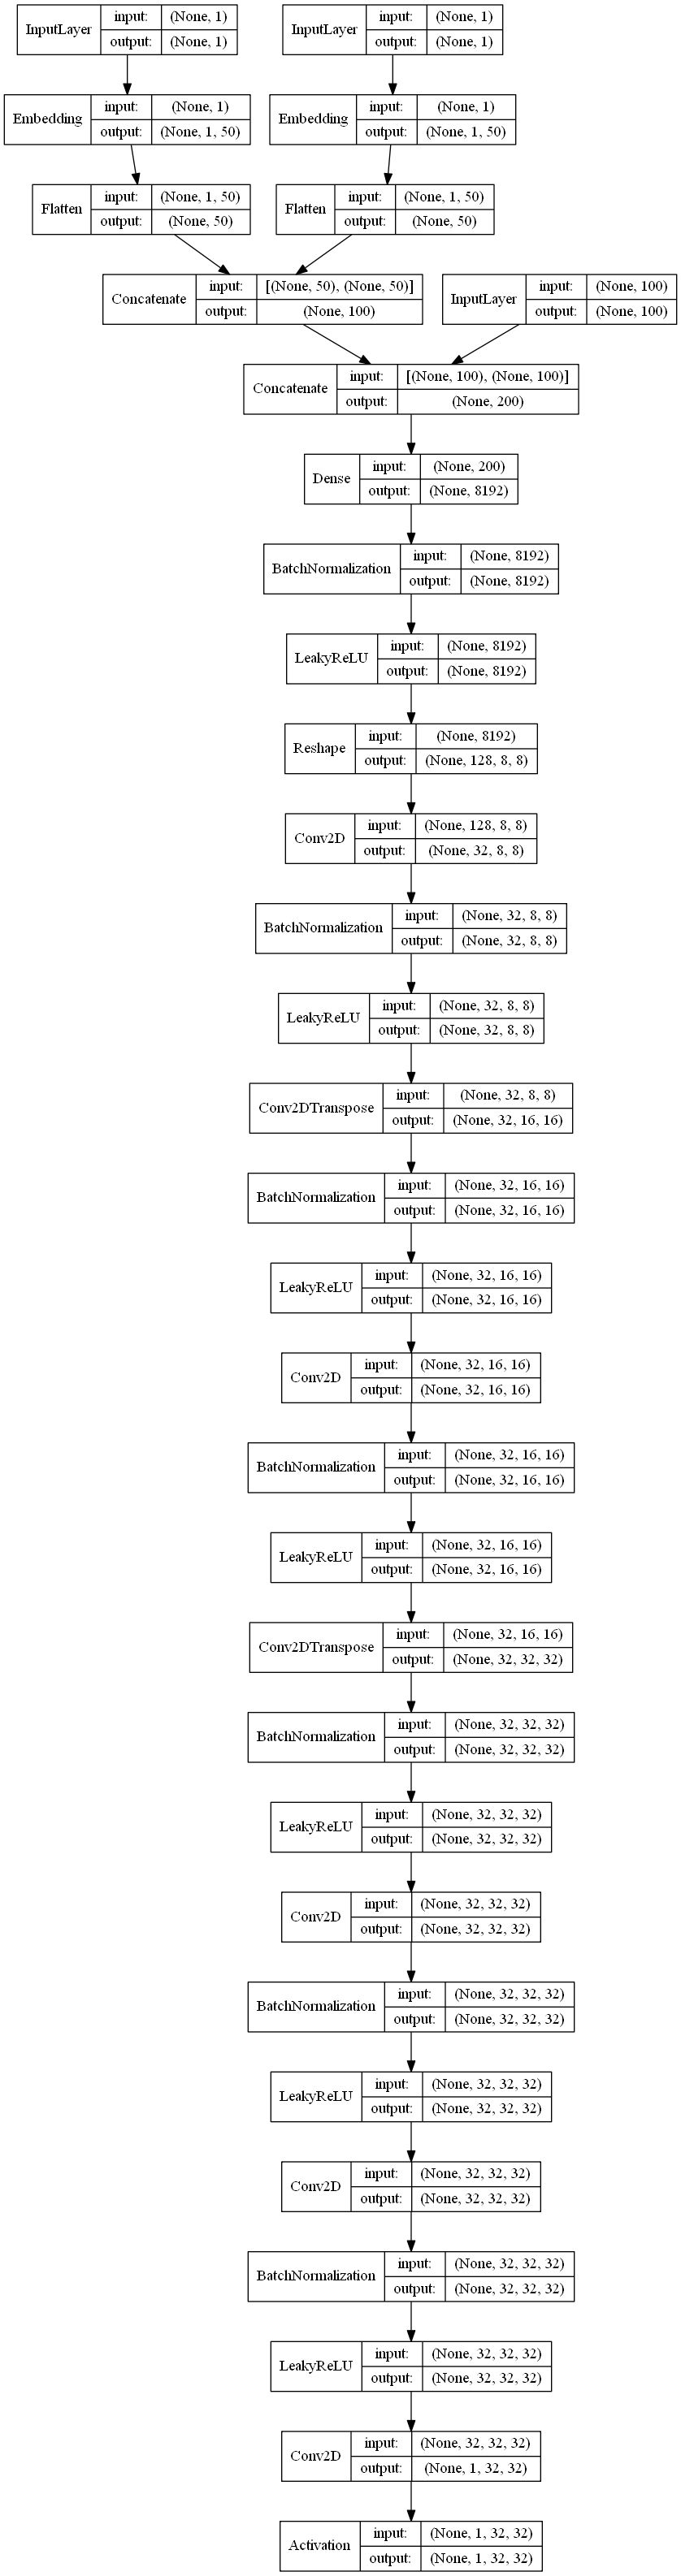 InputLayer input: (None, 1)
output: (None, 1)
InputLayer input: (None, 1)
output: (None, 1)
Embedding input: (None, 1)
output: (None, 1, 50)
Embedding input: (None, 1)
output: (None, 1, 50)
Flatten input: (None, 1, 50)
output: (None, 50)
Flatten input: (None, 1, 50)
output: (None, 50)
Concatenate input: [(None, 50), (None, 50)]
output: (None, 100)
InputLayer input: (None, 100)
output: (None, 100)
Concatenate input: [(None, 100), (None, 100)]
output: (None, 200)
Dense input: (None, 200)
output: (None, 8192)
BatchNormalization input: (None, 8192)
output: (None, 8192)
LeakyReLU input: (None, 8192)
output: (None, 8192)
Reshape input: (None, 8192)
output: (None, 128, 8, 8)
Conv2D input: (None, 128, 8, 8)
output: (None, 32, 8, 8)
BatchNormalization input: (None, 32, 8, 8)
output: (None, 32, 8, 8)
LeakyReLU input: (None, 32, 8, 8)
output: (None, 32, 8, 8)
Conv2DTranspose input: (None, 32, 8, 8)
output: (None, 32, 16, 16)
BatchNormalization input: (None, 32, 16, 16)
output: (None, 32, 16, 16)
LeakyReLU input: (None, 32, 16, 16)
output: (None, 32, 16, 16)
Conv2D input: (None, 32, 16, 16)
output: (None, 32, 16, 16)
BatchNormalization input: (None, 32, 16, 16)
output: (None, 32, 16, 16)
LeakyReLU input: (None, 32, 16, 16)
output: (None, 32, 16, 16)
Conv2DTranspose input: (None, 32, 16, 16)
output: (None, 32, 32, 32)
BatchNormalization input: (None, 32, 32, 32)
output: (None, 32, 32, 32)
LeakyReLU input: (None, 32, 32, 32)
output: (None, 32, 32, 32)
Conv2D input: (None, 32, 32, 32)
output: (None, 32, 32, 32)
BatchNormalization input: (None, 32, 32, 32)
output: (None, 32, 32, 32)
LeakyReLU input: (None, 32, 32, 32)
output: (None, 32, 32, 32)
Conv2D input: (None, 32, 32, 32)
output: (None, 32, 32, 32)
BatchNormalization input: (None, 32, 32, 32)
output: (None, 32, 32, 32)
LeakyReLU input: (None, 32, 32, 32)
output: (None, 32, 32, 32)
Conv2D input: (None, 32, 32, 32)
output: (None, 1, 32, 32)
Activation input: (None, 1, 32, 32)
output: (None, 1, 32, 32)